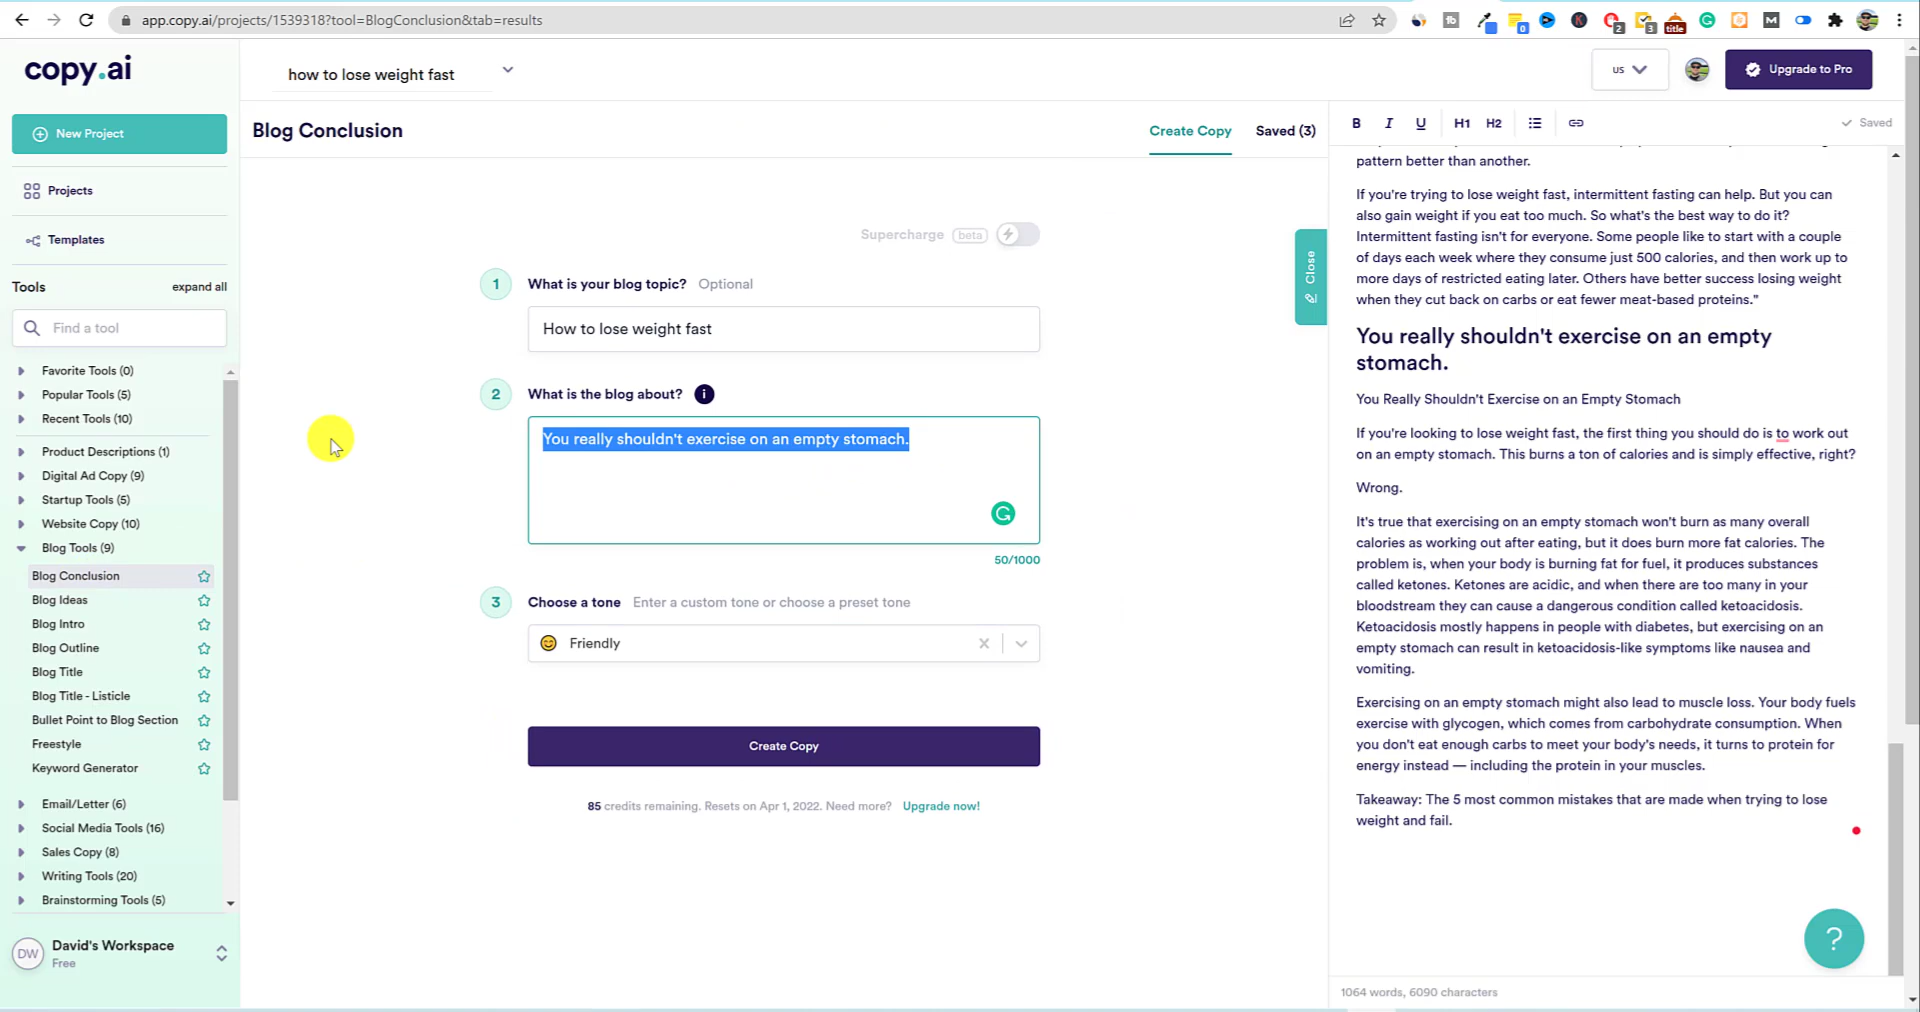 app.copy.ai/projects/1539318?tool=BlogConclusion&tab=results
copy.ai
how to lose weight fast
us
Upgrade to Pro
New Project
Projects
Templates
Tools
expand all
Find a tool
Favorite Tools (0)
Popular Tools (5)
Recent Tools (10)
Product Descriptions (1)
Digital Ad Copy (9)
Startup Tools (5)
Website Copy (10)
Blog Tools (9)
Blog Conclusion
Blog Ideas
Blog Intro
Blog Outline
Blog Title
Blog Title - Listicle
Bullet Point to Blog Section
Freestyle
Keyword Generator
Email/Letter (6)
Social Media Tools (16)
Sales Copy (8)
Writing Tools (20)
Brainstorming Tools (5)
DW
David's Workspace
Free
Blog Conclusion
Create Copy
Saved (3)
Supercharge beta
1 What is your blog topic? Optional
How to lose weight fast
2 What is the blog about? i
You really shouldn't exercise on an empty stomach.
50/1000
3 Choose a tone Enter a custom tone or choose a preset tone
Friendly
Create Copy
85 credits remaining. Resets on Apr 1, 2022. Need more? Upgrade now!
Close
B I U H1 H2
Saved
pattern better than another.
If you're trying to lose weight fast, intermittent fasting can help. But you can
also gain weight if you eat too much. So what's the best way to do it?
Intermittent fasting isn't for everyone. Some people like to start with a couple
of days each week where they consume just 500 calories, and then work up to
more days of restricted eating later. Others have better success losing weight
when they cut back on carbs or eat fewer meat-based proteins."
You really shouldn't exercise on an empty
stomach.
You Really Shouldn't Exercise on an Empty Stomach
If you're looking to lose weight fast, the first thing you should do is to work out
on an empty stomach. This burns a ton of calories and is simply effective, right?
Wrong.
It's true that exercising on an empty stomach won't burn as many overall
calories as working out after eating, but it does burn more fat calories. The
problem is, when your body is burning fat for fuel, it produces substances
called ketones. Ketones are acidic, and when there are too many in your
bloodstream they can cause a dangerous condition called ketoacidosis.
Ketoacidosis mostly happens in people with diabetes, but exercising on an
empty stomach can result in ketoacidosis-like symptoms like nausea and
vomiting.
Exercising on an empty stomach might also lead to muscle loss. Your body fuels
exercise with glycogen, which comes from carbohydrate consumption. When
you don't eat enough carbs to meet your body's needs, it turns to protein for
energy instead — including the protein in your muscles.
Takeaway: The 5 most common mistakes that are made when trying to lose
weight and fail.
?
1064 words, 6090 characters